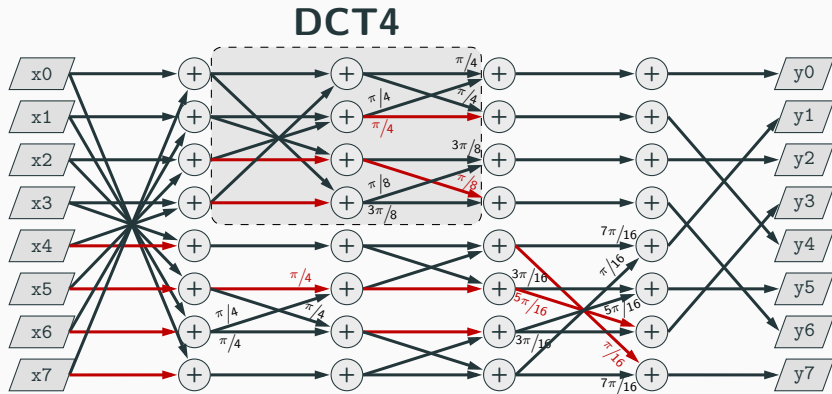 DCT4
x0 + + π/4 + + y0
x1 + π/4 + π/4 + + y1
π/4
x2 + + 3π/8 + + y2
x3 + π/8 + π/8 + + y3
3π/8
x4 + + + 7π/16 + y4
x5 + π/4 + 3π/16 + π/16 + y5
π/4 π/4 5π/16 5π/16
x6 + + + + y6
π/4 3π/16 π/16
x7 + + + + y7
7π/16